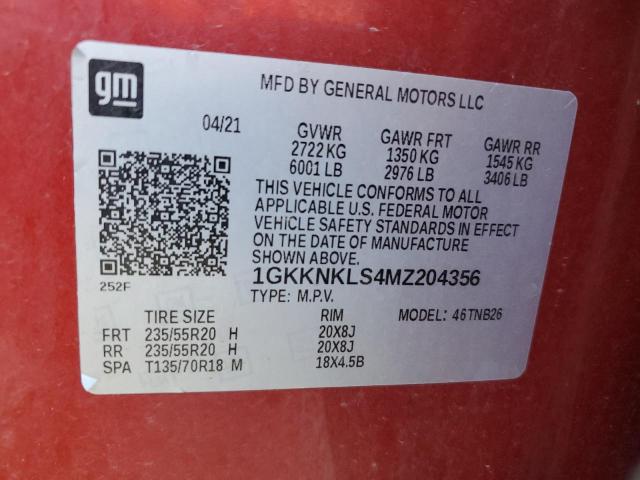 gm
MFD BY GENERAL MOTORS LLC
04/21 GVWR GAWR FRT GAWR RR
2722 KG 1350 KG 1545 KG
6001 LB 2976 LB 3406 LB
THIS VEHICLE CONFORMS TO ALL
APPLICABLE U.S. FEDERAL MOTOR
VEHICLE SAFETY STANDARDS IN EFFECT
ON THE DATE OF MANUFACTURE
SHOWN ABOVE.
252F
1GKKNKLS4MZ204356
TYPE: M.P.V. MODEL: 46TNB26
TIRE SIZE RIM
FRT 235/55R20 H 20X8J
RR 235/55R20 H 20X8J
SPA T135/70R18 M 18X4.5B